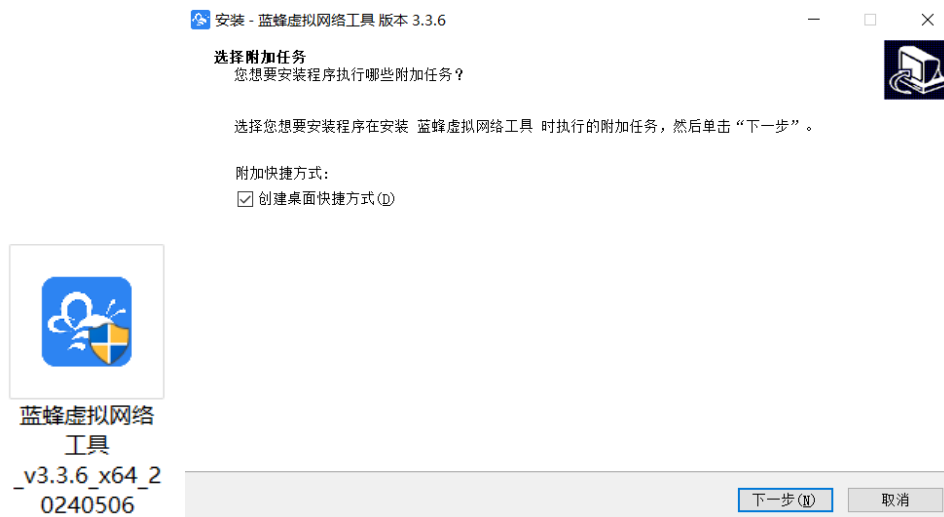 安装 - 蓝蜂虚拟网络工具 版本 3.3.6
选择附加任务
您想要安装程序执行哪些附加任务？
选择您想要安装程序在安装 蓝蜂虚拟网络工具 时执行的附加任务，然后单击“下一步”。
附加快捷方式:
创建桌面快捷方式(D)
蓝蜂虚拟网络
工具
_v3.3.6_x64_2
0240506
下一步(N)
取消